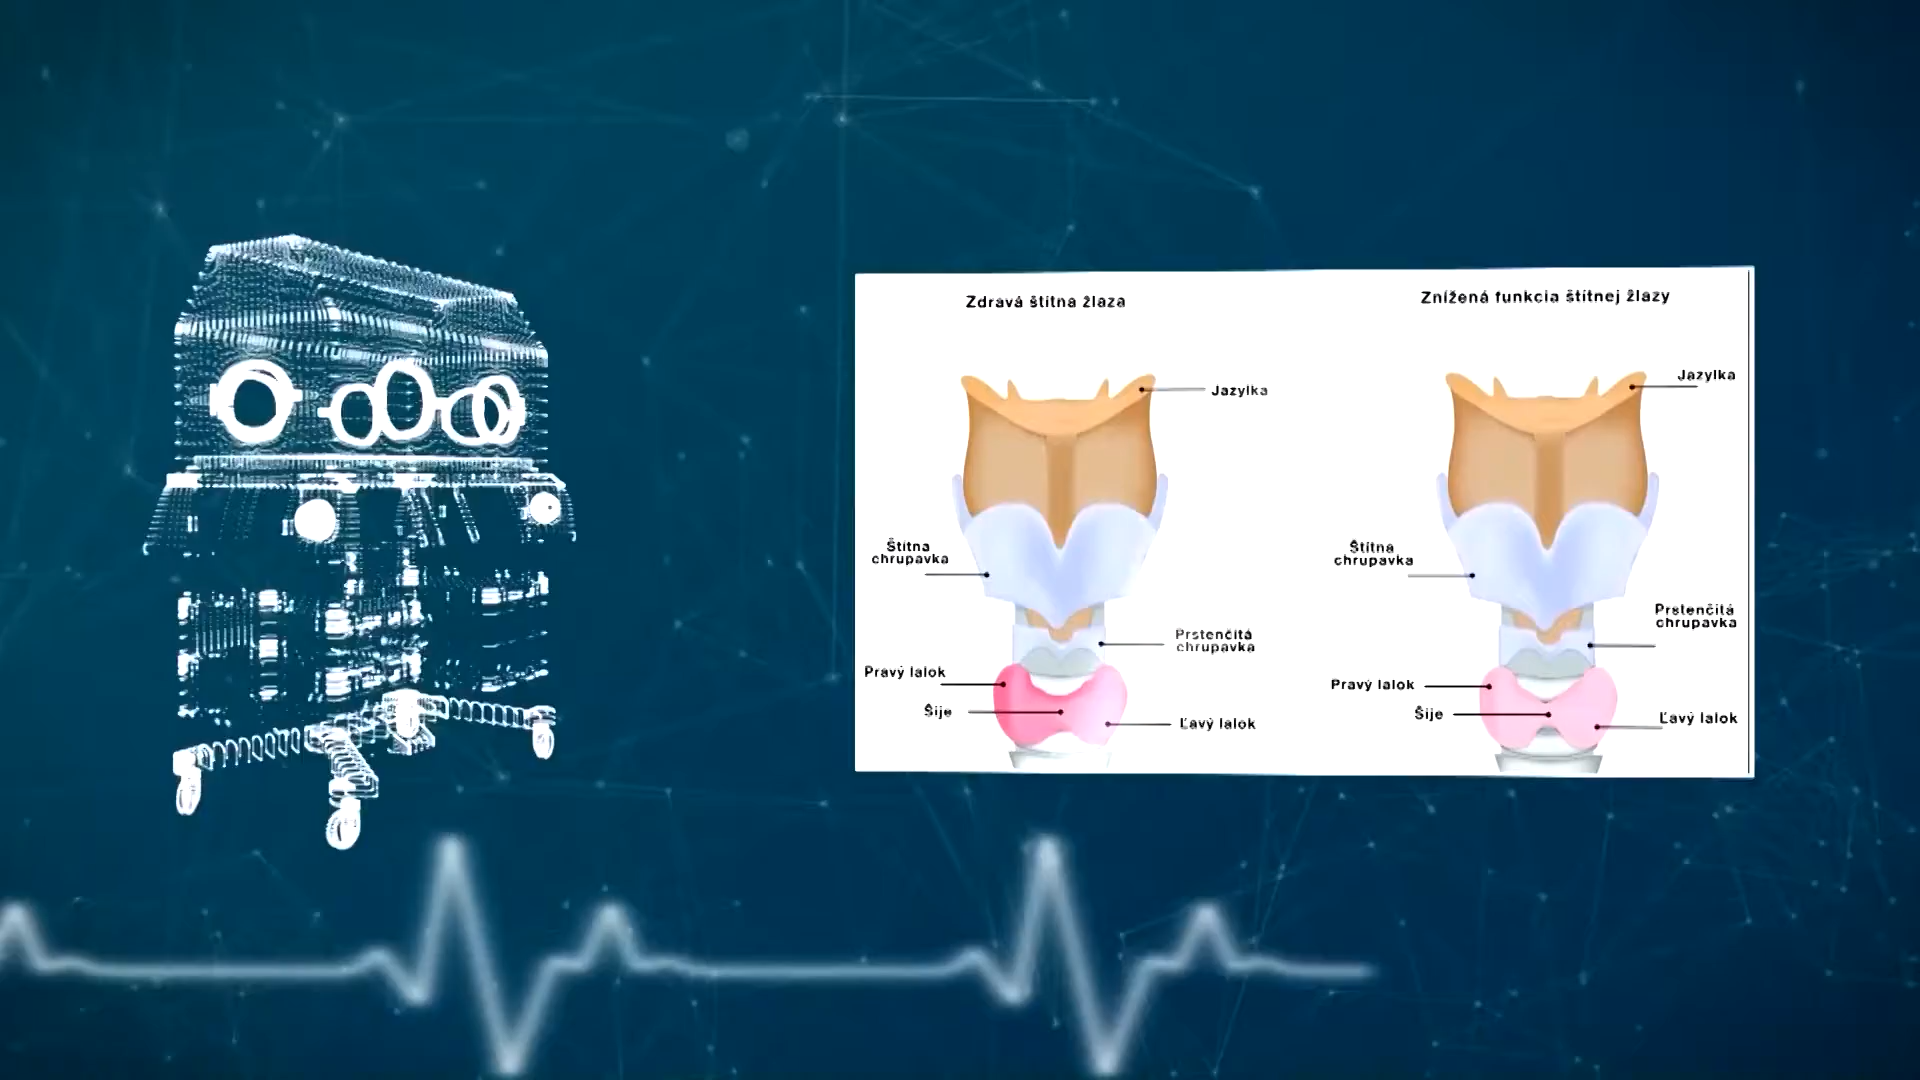 Zdravá štítna žlaza
Jazylka
Štítna
chrupavka
Prstenčitá
chrupavka
Pravý lalok
Šije
Ľavý lalok
Znížená funkcia štítnej žlazy
Jazylka
Štítna
chrupavka
Prstenčitá
chrupavka
Pravý lalok
Šije
Ľavý lalok